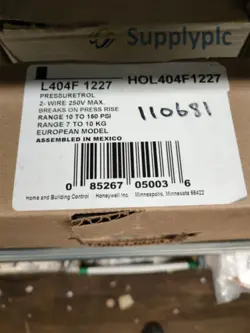 Supplypic
L404F 1227 HOL404F1227
PRESSURETROL
2- WIRE 250V MAX.
BREAKS ON PRESS RISE
RANGE 10 TO 150 PSI
RANGE 7 TO 10 KG
EUROPEAN MODEL
ASSEMBLED IN MEXICO
110681
0 85267 05003 6
Home and Building Control Honeywell Inc. Minneapolis, Minnesota 55422